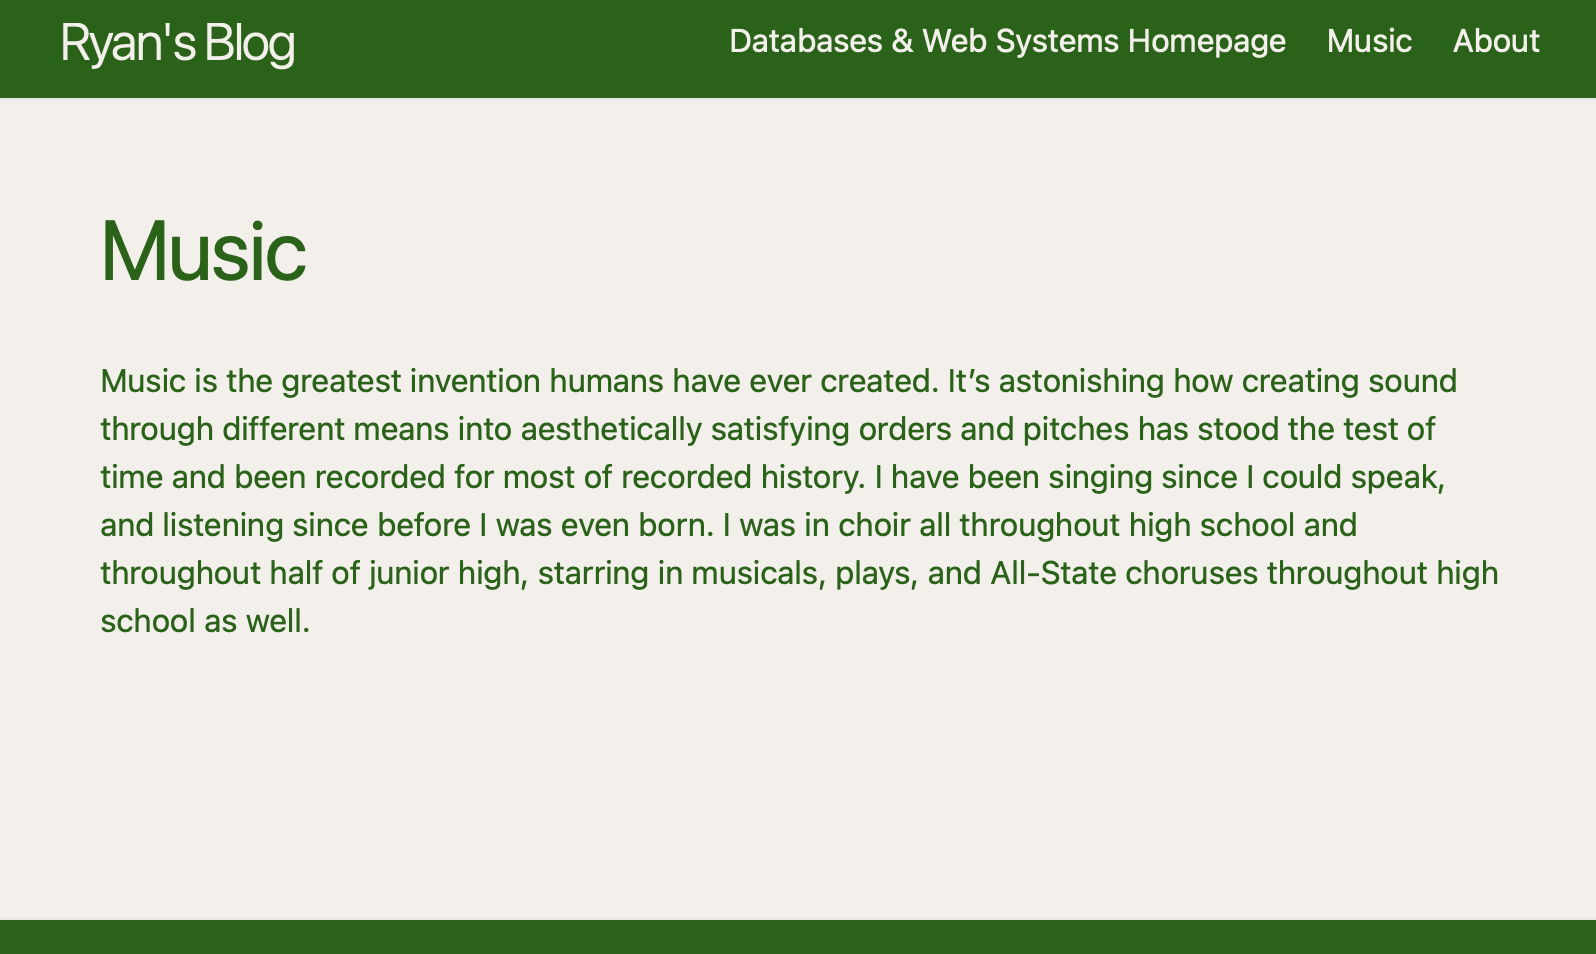 Ryan's Blog
Databases & Web Systems Homepage Music About
Music
Music is the greatest invention humans have ever created. It’s astonishing how creating sound
through different means into aesthetically satisfying orders and pitches has stood the test of
time and been recorded for most of recorded history. I have been singing since I could speak,
and listening since before I was even born. I was in choir all throughout high school and
throughout half of junior high, starring in musicals, plays, and All-State choruses throughout high
school as well.